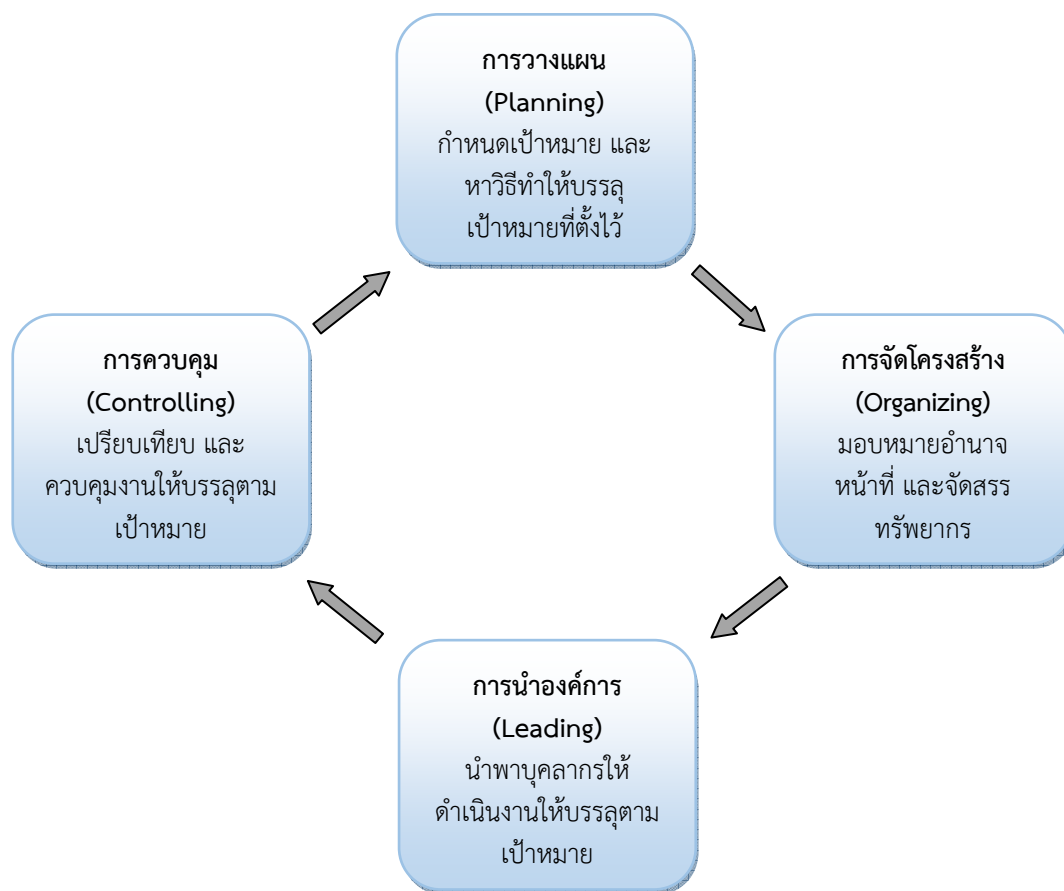 การวางแผน
(Planning)
กำหนดเป้าหมาย และ
หาวิธีทำให้บรรลุ
เป้าหมายที่ตั้งไว้
การจัดโครงสร้าง
(Organizing)
มอบหมายอำนาจ
หน้าที่ และจัดสรร
ทรัพยากร
การนำองค์การ
(Leading)
นำพาบุคลากรให้
ดำเนินงานให้บรรลุตาม
เป้าหมาย
การควบคุม
(Controlling)
เปรียบเทียบ และ
ควบคุมงานให้บรรลุตาม
เป้าหมาย